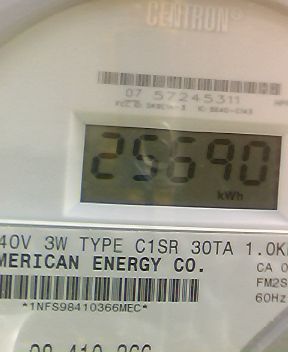 CENTRON®
07 57245311
25690
kWh
40V 3W TYPE C1SR 30TA 1.0K
MERICAN ENERGY CO.
CA 0
FM2S
60Hz
*1NFS98410366MEC*